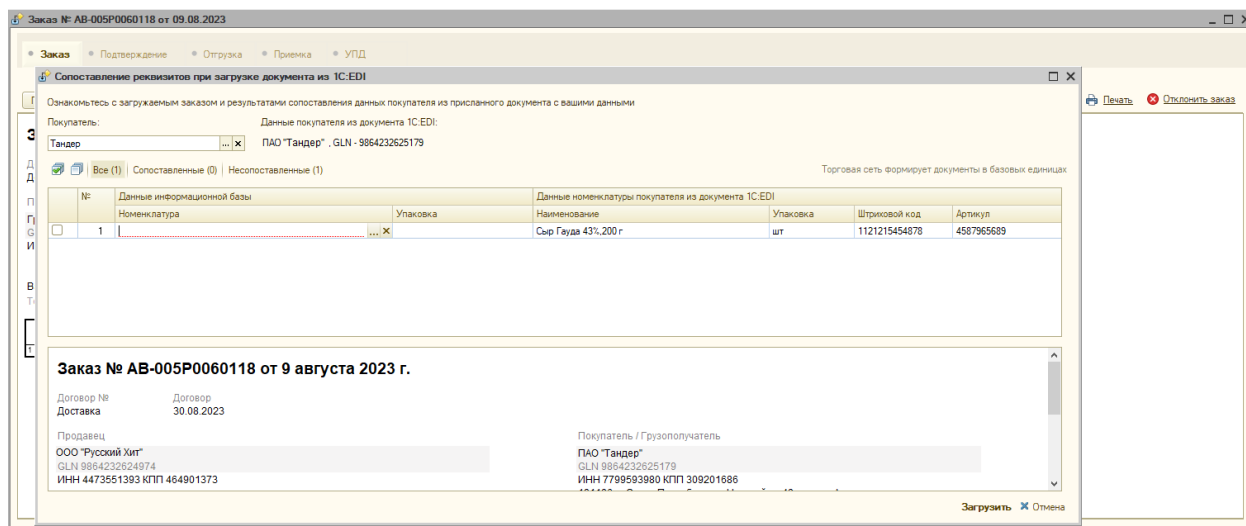 Заказ № АВ-005Р0060118 от 09.08.2023
Заказ Подтверждение Отгрузка Приемка УПД
Сопоставление реквизитов при загрузке документа из 1С:EDI
Печать Отклонить заказ
Ознакомьтесь с загружаемым заказом и результатами сопоставления данных покупателя из присланного документа с вашими данными
Покупатель: Данные покупателя из документа 1С:EDI:
Тандер ... ПАО "Тандер" , GLN - 9864232625179
Все (1) Сопоставленные (0) Несопоставленные (1) Торговая сеть формирует документы в базовых единицах
№ Данные информационной базы Данные номенклатуры покупателя из документа 1С:EDI
Номенклатура Упаковка Наименование Упаковка Штриховой код Артикул
1 ... Сыр Гауда 43%,200 г шт 1121215454878 4587965689
Заказ № АВ-005Р0060118 от 9 августа 2023 г.
Договор № Договор
Доставка 30.08.2023
Продавец Покупатель / Грузополучатель
ООО "Русский Хит" ПАО "Тандер"
GLN 9864232624974 GLN 9864232625179
ИНН 4473551393 КПП 464901373 ИНН 7799593980 КПП 309201686
Загрузить Отмена